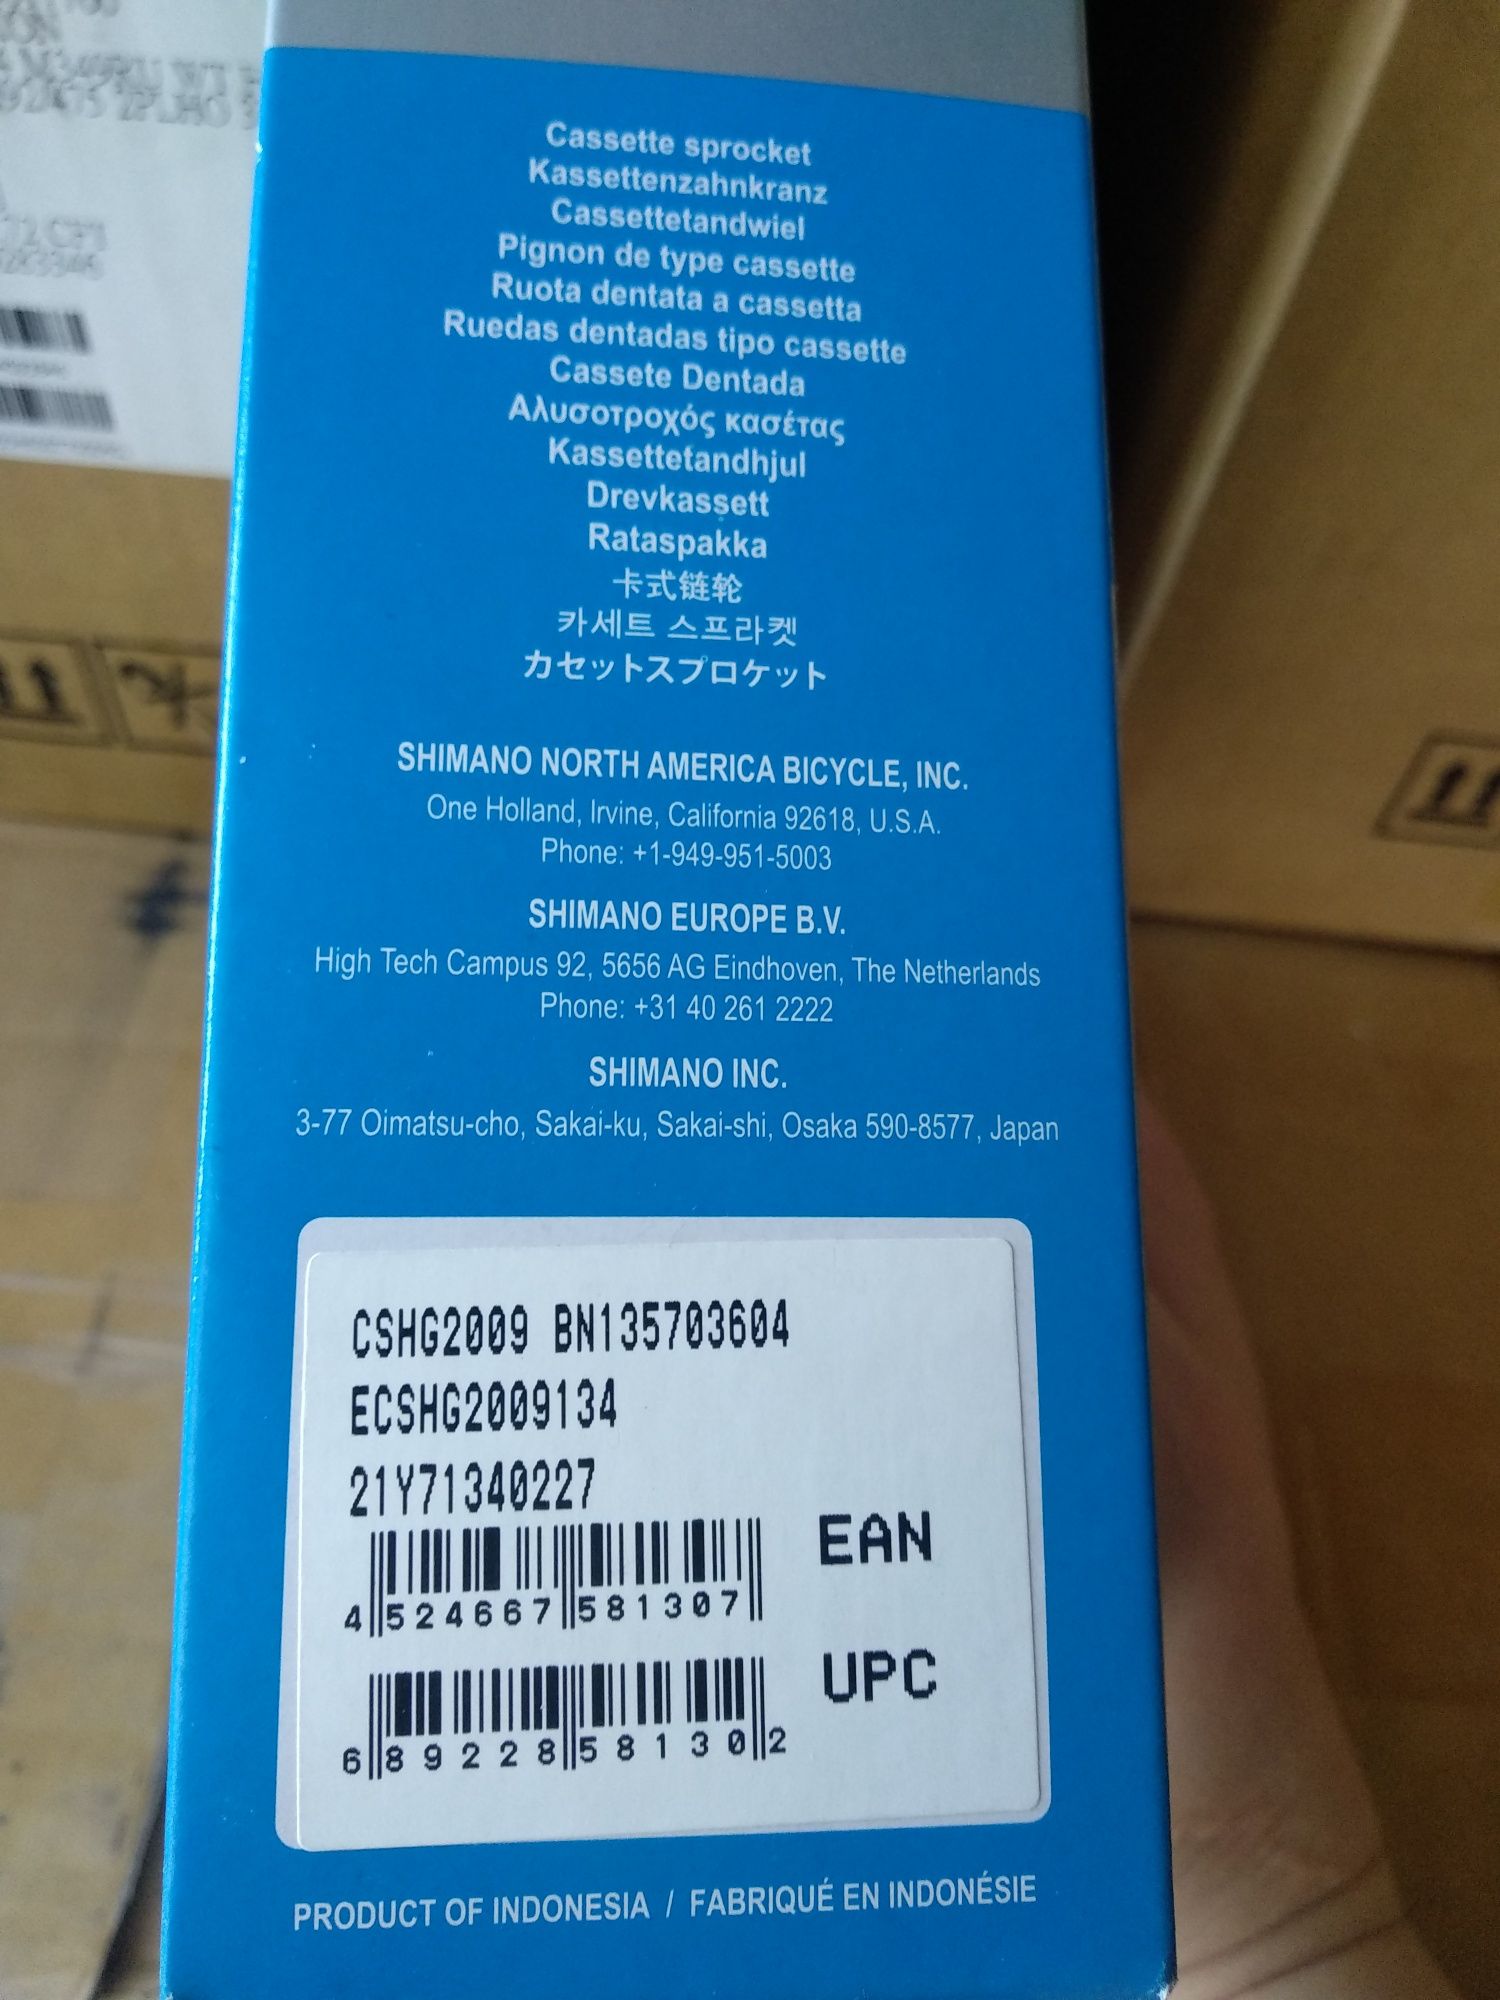 Cassette sprocket
Kassettenzahnkranz
Cassettetandwiel
Pignon de type cassette
Ruota dentata a cassetta
Ruedas dentadas tipo cassette
Cassete Dentada
Αλυσοτροχός κασέτας
Kassettetandhjul
Drevkassett
Rataspakka
卡式链轮
카세트 스프라켓
カセットスプロケット
SHIMANO NORTH AMERICA BICYCLE, INC.
One Holland, Irvine, California 92618, U.S.A.
Phone: +1-949-951-5003
SHIMANO EUROPE B.V.
High Tech Campus 92, 5656 AG Eindhoven, The Netherlands
Phone: +31 40 261 2222
SHIMANO INC.
3-77 Oimatsu-cho, Sakai-ku, Sakai-shi, Osaka 590-8577, Japan
CSHG2009 BN135703604
ECSHG2009134
21Y71340227
EAN
4 524667 581307
UPC
6 89228 58130 2
PRODUCT OF INDONESIA / FABRIQUÉ EN INDONÉSIE